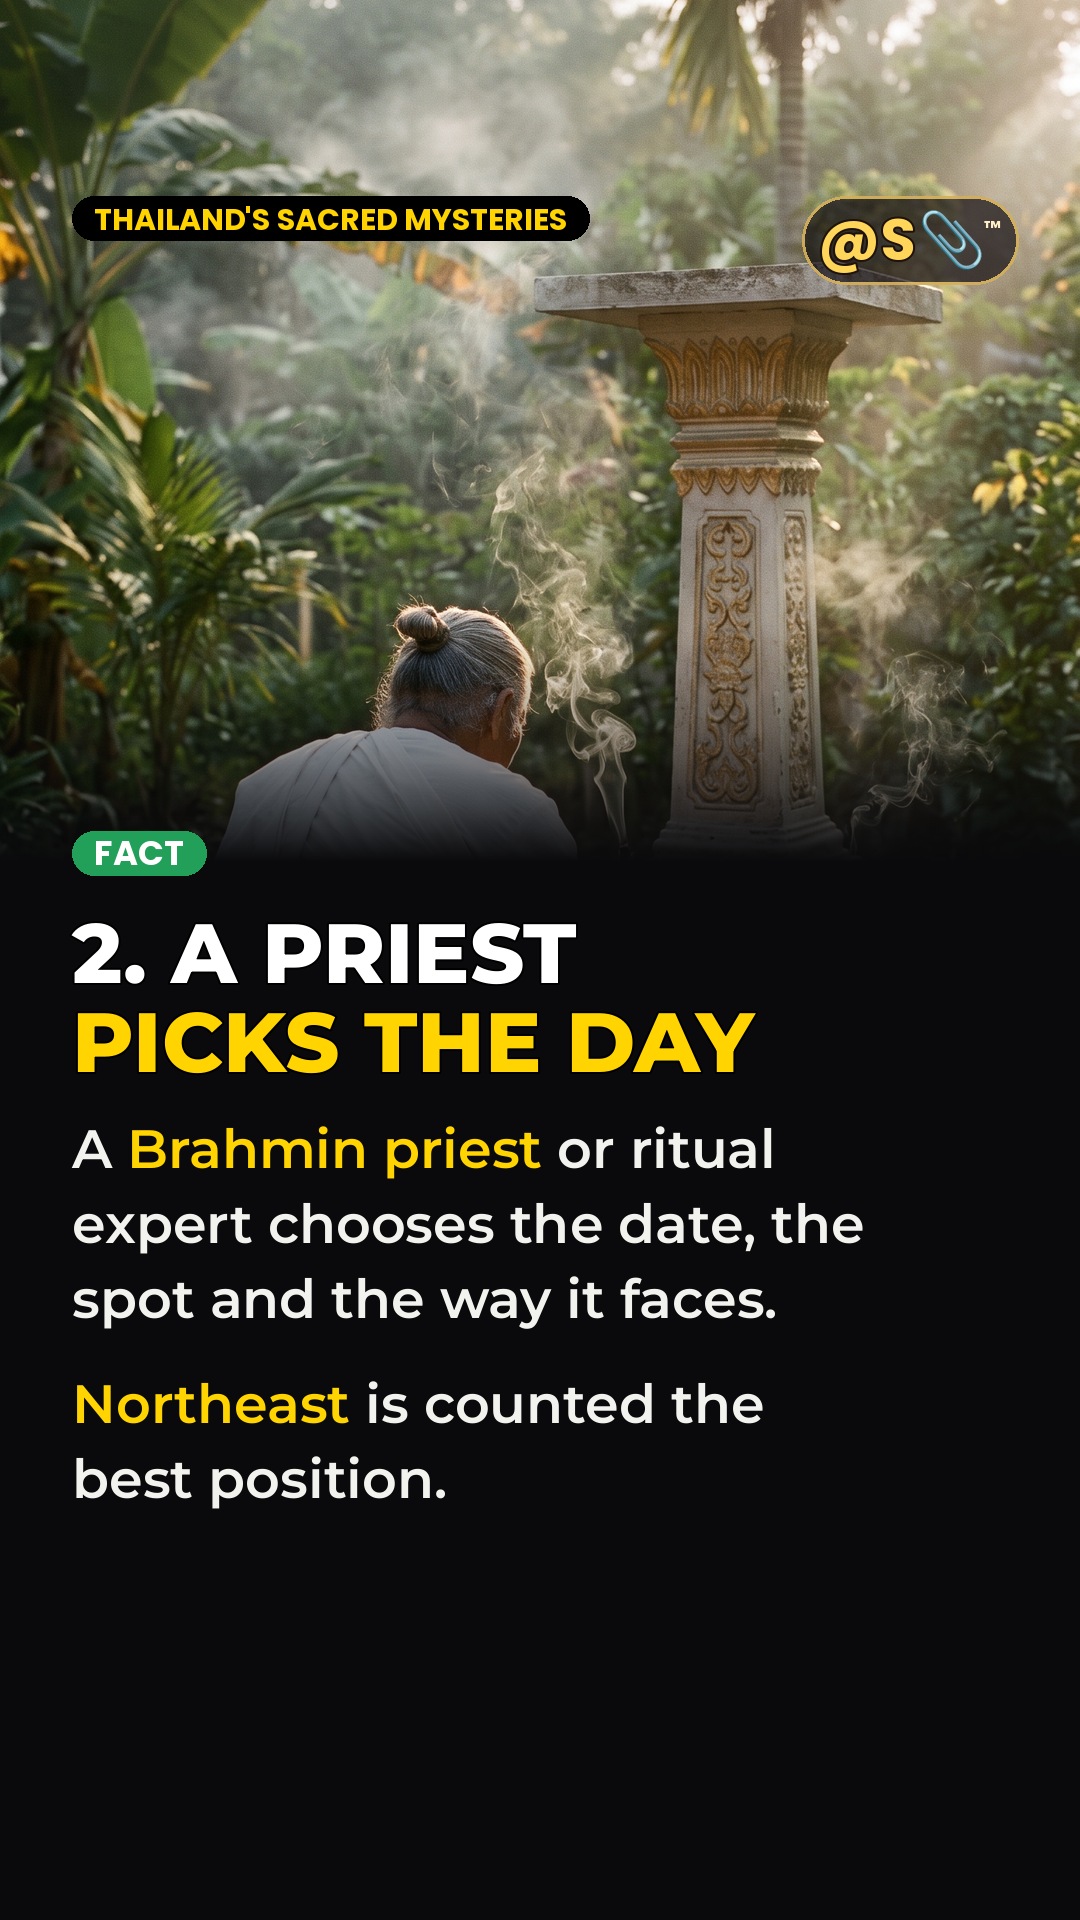 THAILAND'S SACRED MYSTERIES
@S📎™
FACT
2. A PRIEST
PICKS THE DAY
A Brahmin priest or ritual
expert chooses the date, the
spot and the way it faces.
Northeast is counted the
best position.